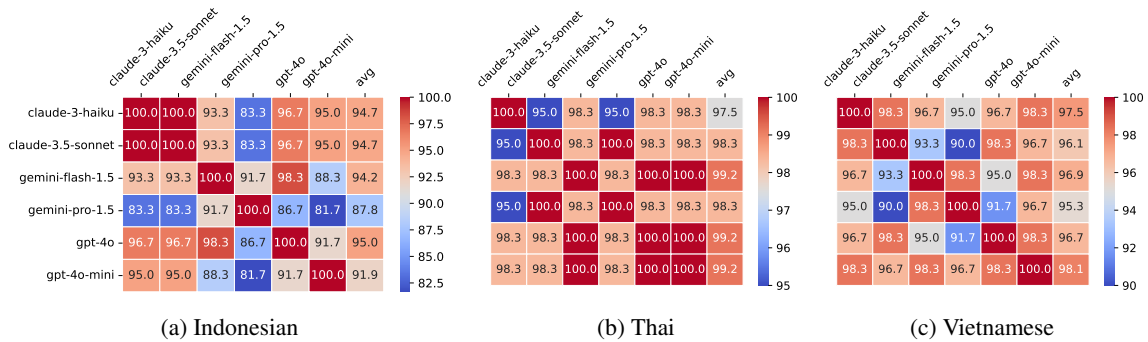 claude-3-haiku claude-3.5-sonnet gemini-flash-1.5 gemini-pro-1.5 gpt-4o gpt-4o-mini avg
claude-3-haiku 100.0 100.0 93.3 83.3 96.7 95.0 94.7
claude-3.5-sonnet 100.0 100.0 93.3 83.3 96.7 95.0 94.7
gemini-flash-1.5 93.3 93.3 100.0 91.7 98.3 88.3 94.2
gemini-pro-1.5 83.3 83.3 91.7 100.0 86.7 81.7 87.8
gpt-4o 96.7 96.7 98.3 86.7 100.0 91.7 95.0
gpt-4o-mini 95.0 95.0 88.3 81.7 91.7 100.0 91.9
100.0
97.5
95.0
92.5
90.0
87.5
85.0
82.5
(a) Indonesian
claude-3-haiku claude-3.5-sonnet gemini-flash-1.5 gemini-pro-1.5 gpt-4o gpt-4o-mini avg
100.0 95.0 98.3 95.0 98.3 98.3 97.5
95.0 100.0 98.3 100.0 98.3 98.3 98.3
98.3 98.3 100.0 98.3 100.0 100.0 99.2
95.0 100.0 98.3 100.0 98.3 98.3 98.3
98.3 98.3 100.0 98.3 100.0 100.0 99.2
98.3 98.3 100.0 98.3 100.0 100.0 99.2
100
99
98
97
96
95
(b) Thai
claude-3-haiku claude-3.5-sonnet gemini-flash-1.5 gemini-pro-1.5 gpt-4o gpt-4o-mini avg
100.0 98.3 96.7 95.0 96.7 98.3 97.5
98.3 100.0 93.3 90.0 98.3 96.7 96.1
96.7 93.3 100.0 98.3 95.0 98.3 96.9
95.0 90.0 98.3 100.0 91.7 96.7 95.3
96.7 98.3 95.0 91.7 100.0 98.3 96.7
98.3 96.7 98.3 96.7 98.3 100.0 98.1
100
98
96
94
92
90
(c) Vietnamese